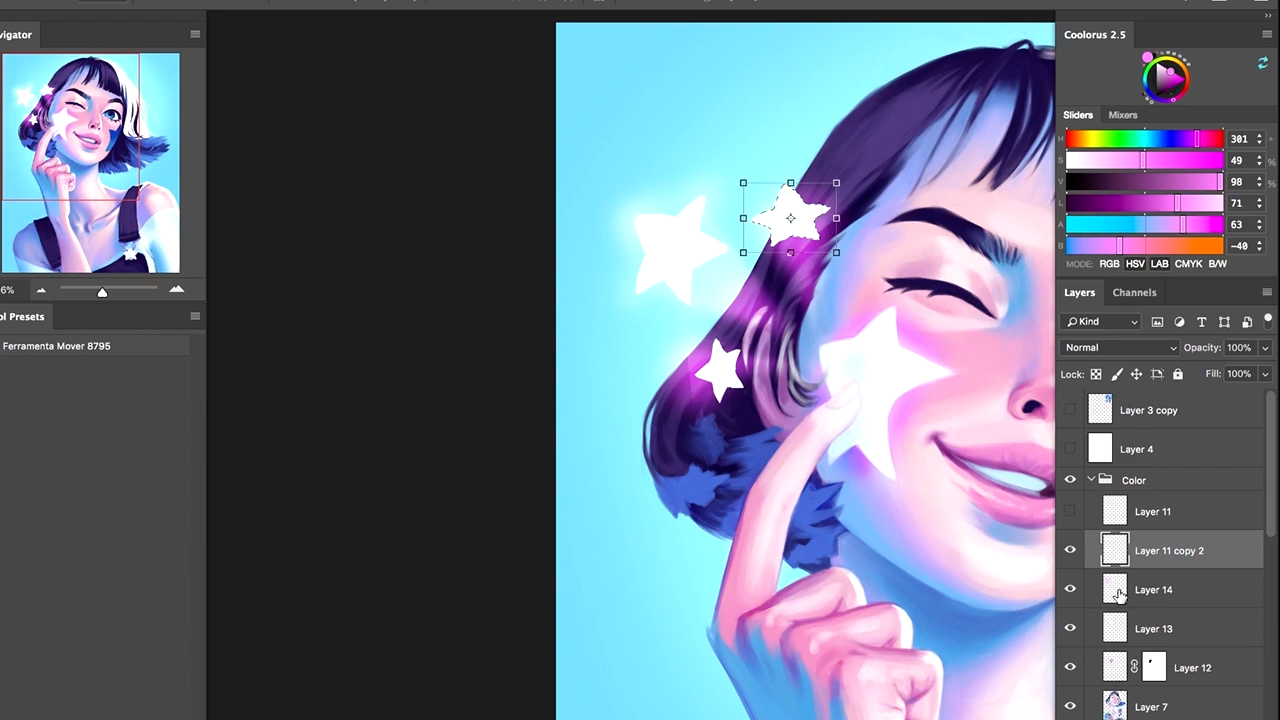 vigator
6%
ol Presets
Ferramenta Mover 8795
Coolorus 2.5
Sliders Mixers
H 301 °
S 49 %
V 98
L 71 %
A 63
B -40
MODE: RGB HSV LAB CMYK B/W
Layers Channels
Kind
Normal Opacity: 100%
Lock: Fill: 100%
Layer 3 copy
Layer 4
Color
Layer 11
Layer 11 copy 2
Layer 14
Layer 13
Layer 12
Layer 7